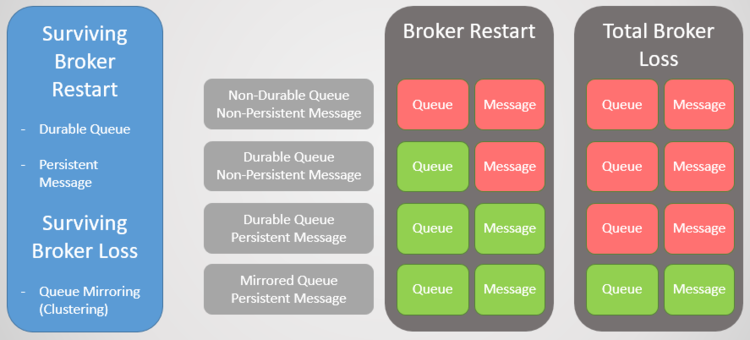 Surviving
Broker
Restart
- Durable Queue
- Persistent
Message
Surviving
Broker Loss
- Queue Mirroring
(Clustering)
Broker Restart
Total Broker
Loss
Non-Durable Queue
Non-Persistent Message
Queue Message Queue Message
Durable Queue
Non-Persistent Message
Queue Message Queue Message
Durable Queue
Persistent Message
Queue Message Queue Message
Mirrored Queue
Persistent Message
Queue Message Queue Message